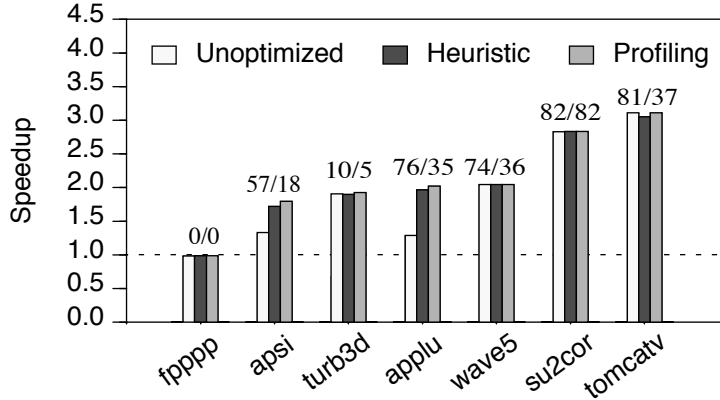 4.5
4.0
3.5
3.0
2.5
2.0
1.5
1.0
0.5
0.0
Speedup
Unoptimized Heuristic Profiling
0/0
57/18
10/5
76/35
74/36
82/82
81/37
fpppp
apsi
turb3d
applu
wave5
su2cor
tomcatv